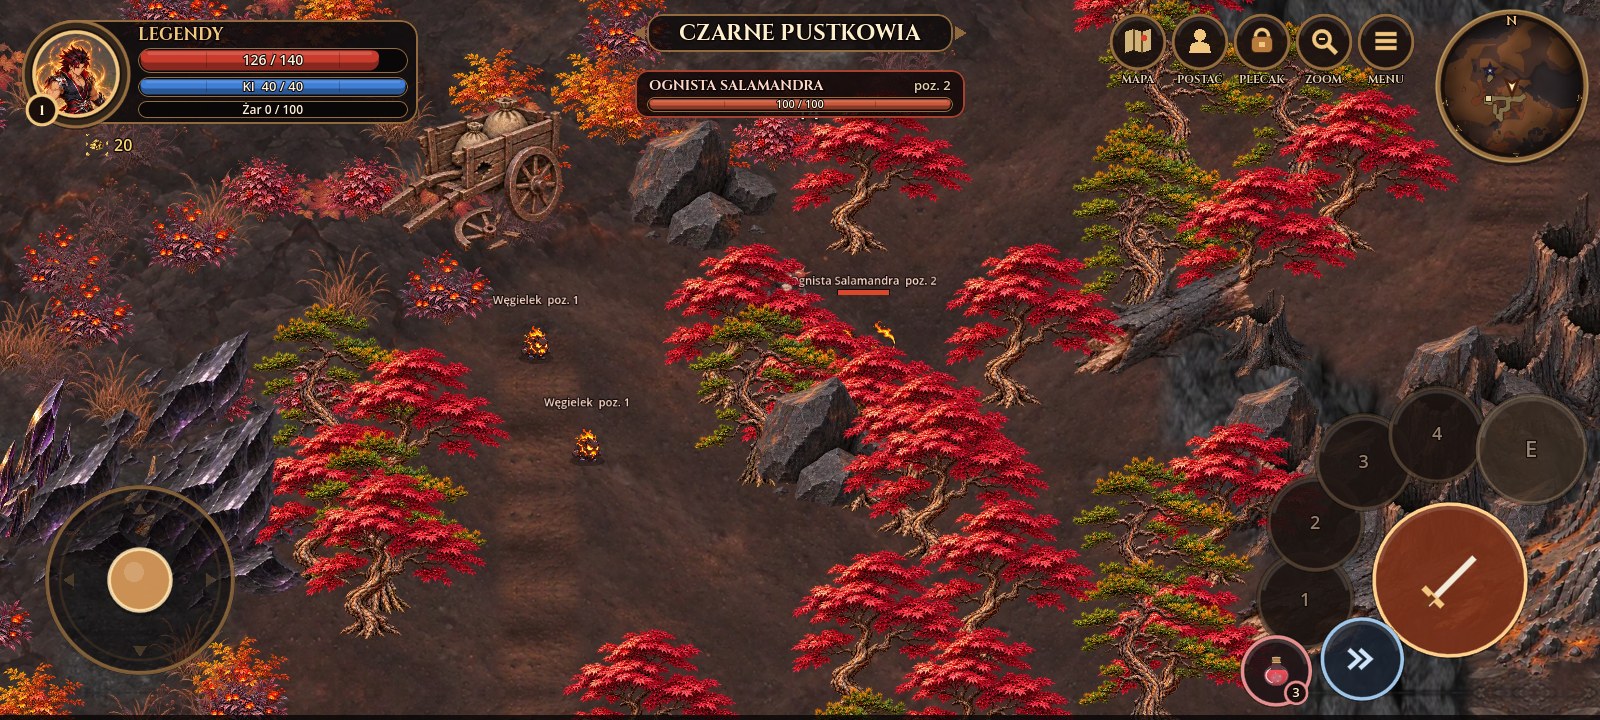 LEGENDY
126 / 140
KI 40 / 40
Żar 0 / 100
1
20
CZARNE PUSTKOWIA
OGNISTA SALAMANDRA poz. 2
100 / 100
MAPA
POSTAĆ
PLECAK
ZOOM
MENU
N
gnista Salamandra poz. 2
Węgielek poz. 1
Węgielek poz. 1
4
E
3
2
1
3